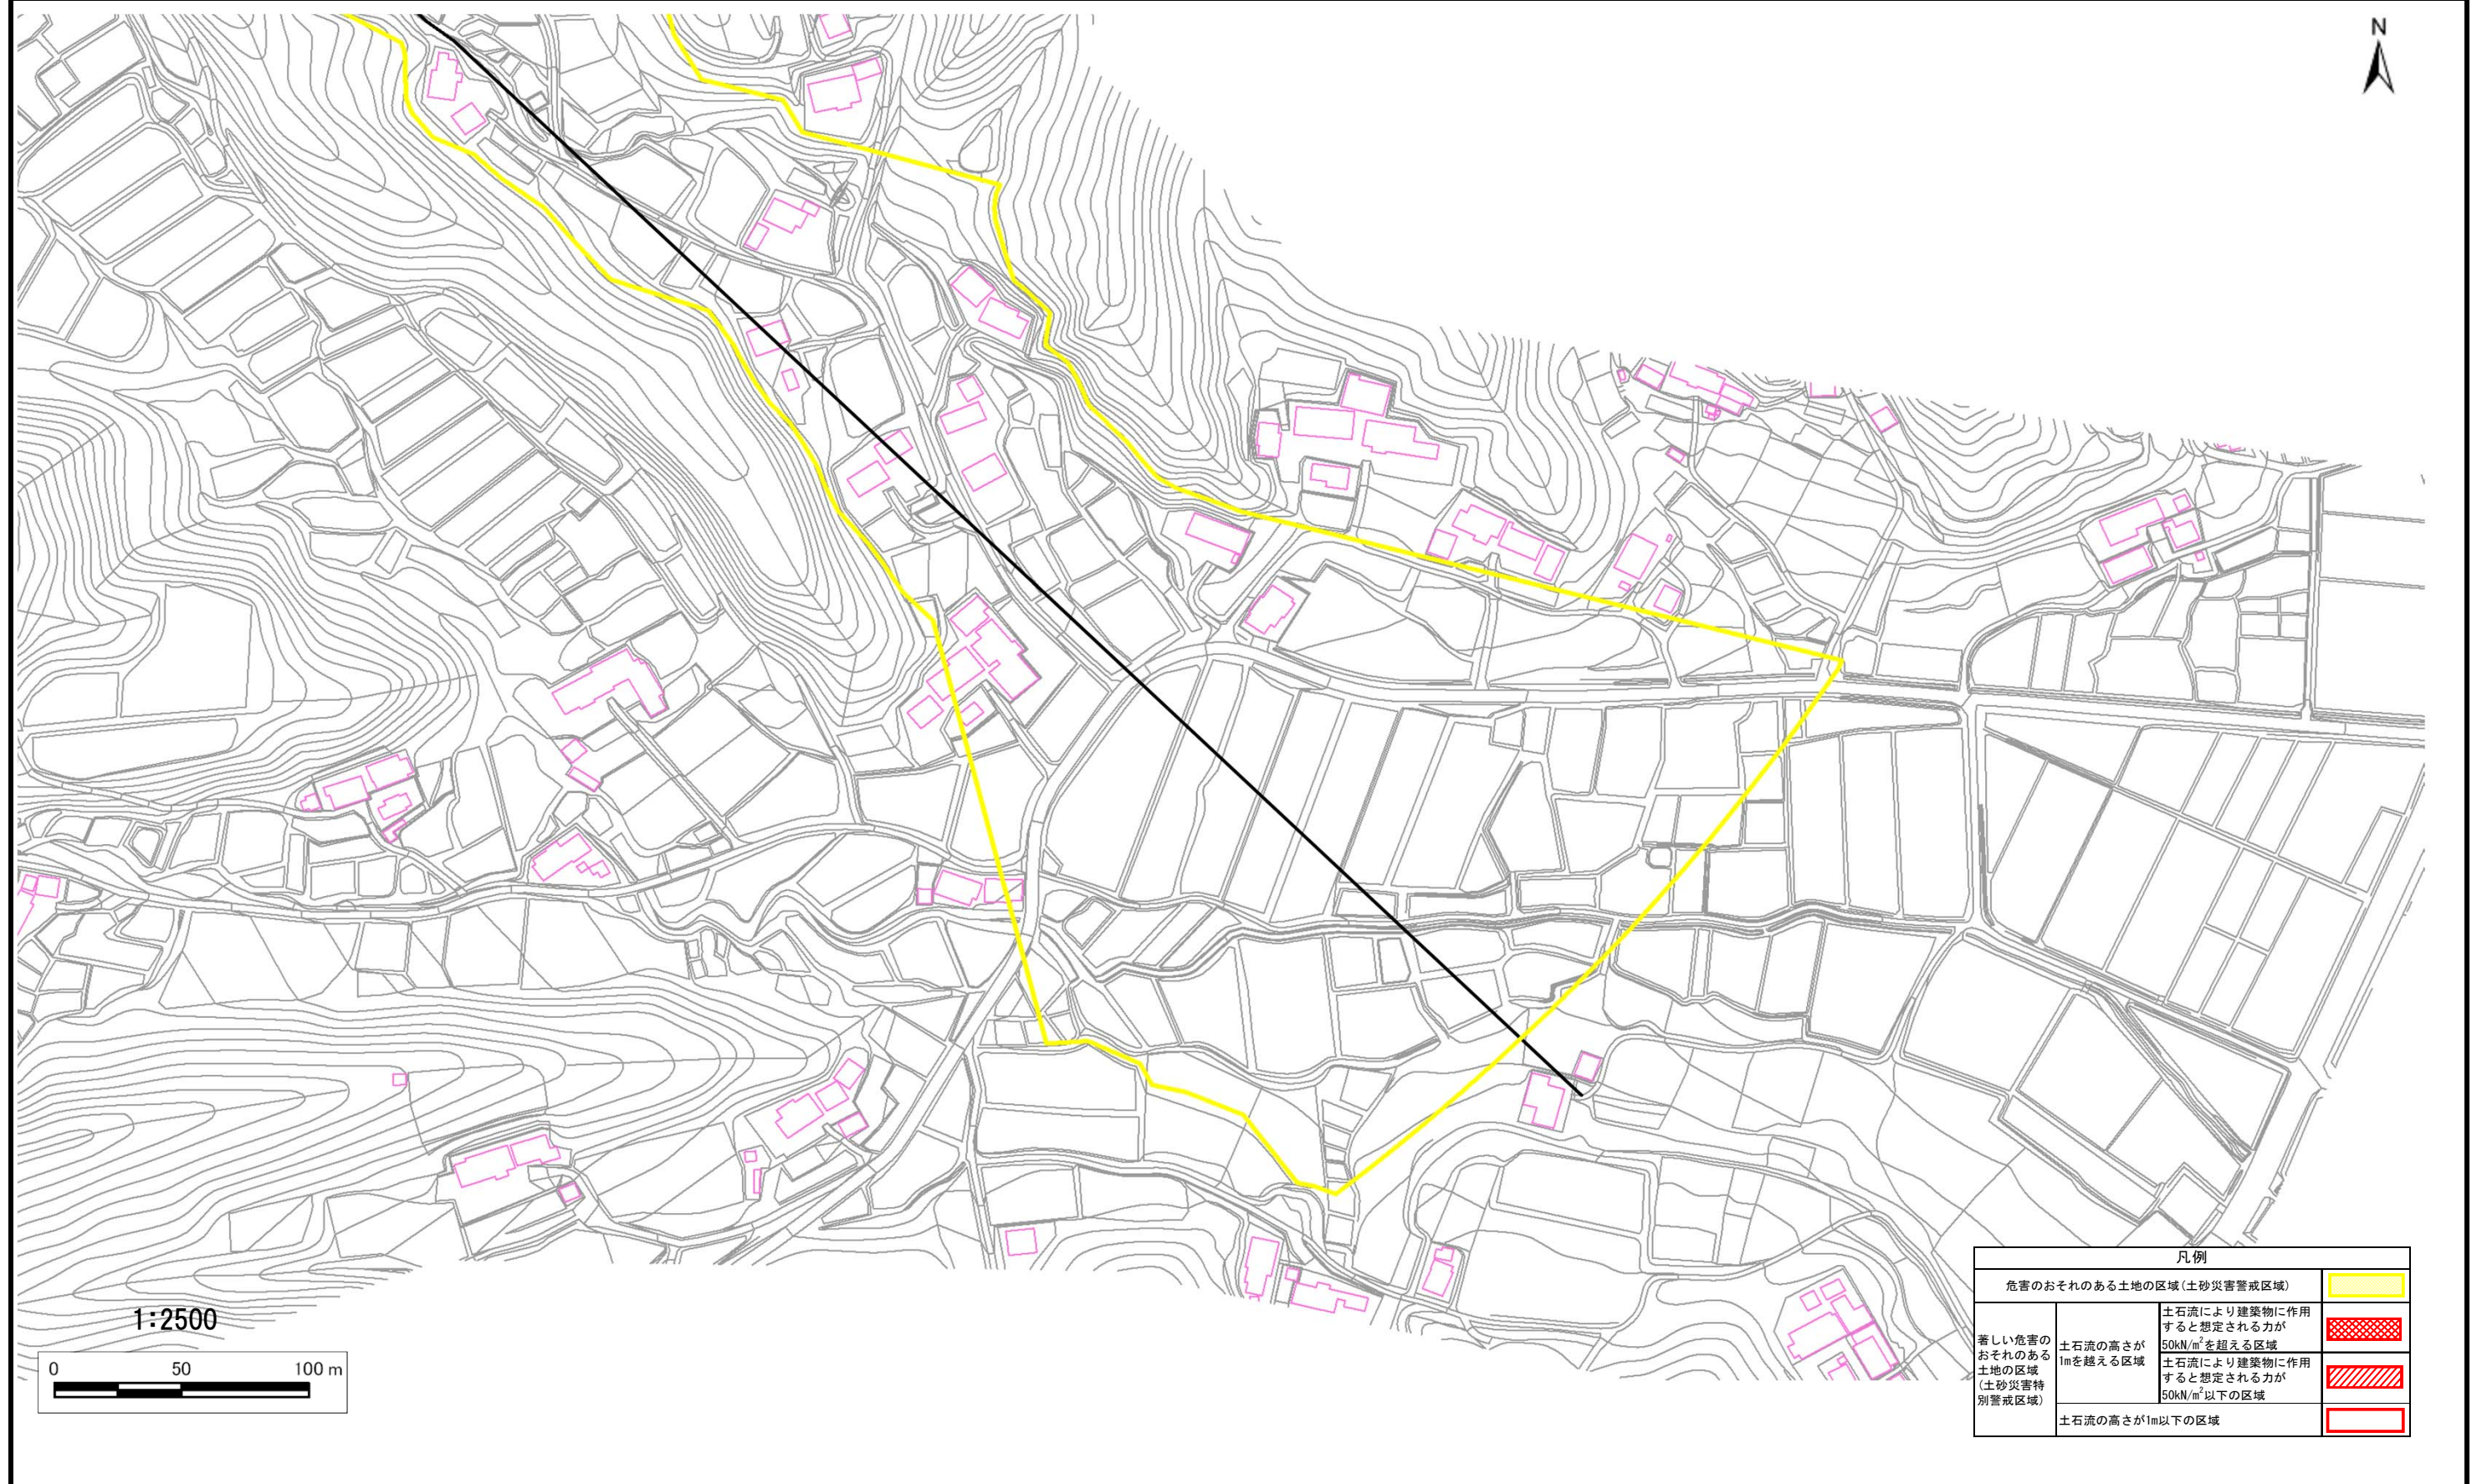 N
凡例
危害のおそれのある土地の区域(土砂災害警戒区域)
著しい危害の
おそれのある
土地の区域
(土砂災害特
別警戒区域)
土石流の高さが
1mを越える区域
土石流により建築物に作用
すると想定される力が
50kN/m²を超える区域
土石流により建築物に作用
すると想定される力が
50kN/m²以下の区域
土石流の高さが1m以下の区域
1:2500
0 50 100 m